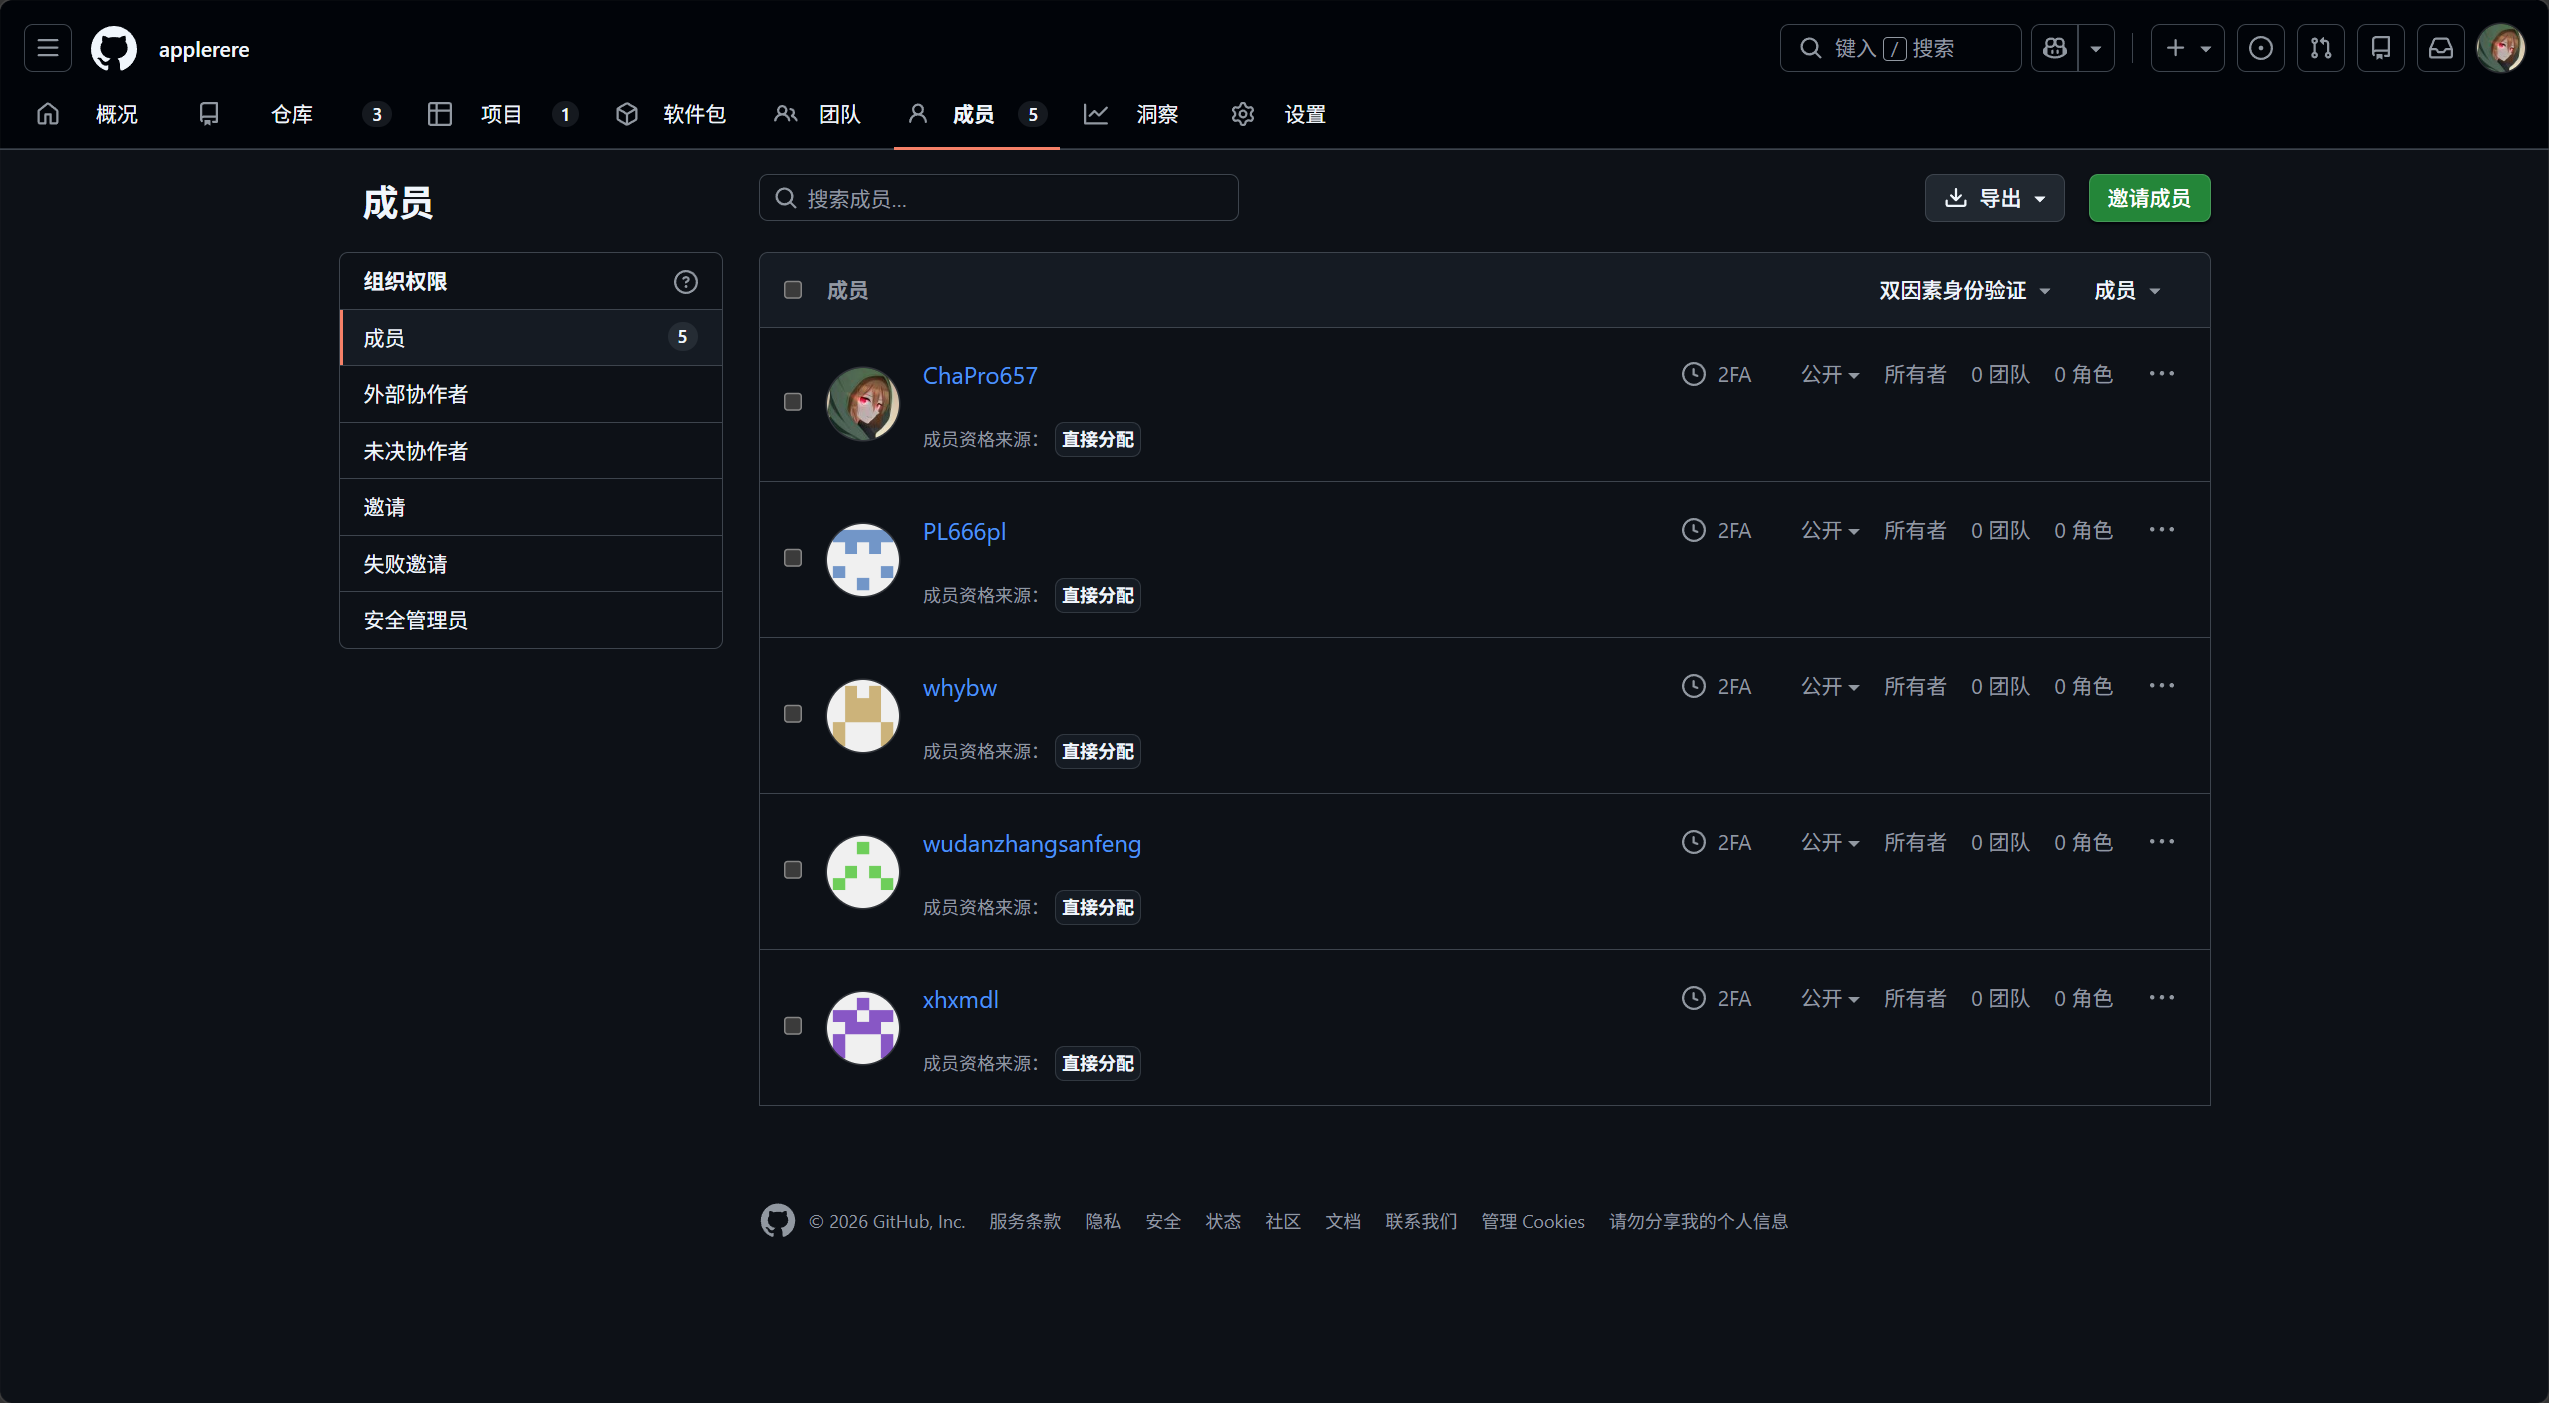 applerere
键入 / 搜索
概况
仓库 3
项目 1
软件包
团队
成员 5
洞察
设置
成员
搜索成员...
导出
邀请成员
组织权限
成员 5
外部协作者
未决协作者
邀请
失败邀请
安全管理员
成员
双因素身份验证
成员
ChaPro657
2FA 公开 所有者 0 团队 0 角色
成员资格来源： 直接分配
PL666pl
2FA 公开 所有者 0 团队 0 角色
成员资格来源： 直接分配
whybw
2FA 公开 所有者 0 团队 0 角色
成员资格来源： 直接分配
wudanzhangsanfeng
2FA 公开 所有者 0 团队 0 角色
成员资格来源： 直接分配
xhxmdl
2FA 公开 所有者 0 团队 0 角色
成员资格来源： 直接分配
© 2026 GitHub, Inc. 服务条款 隐私 安全 状态 社区 文档 联系我们 管理 Cookies 请勿分享我的个人信息